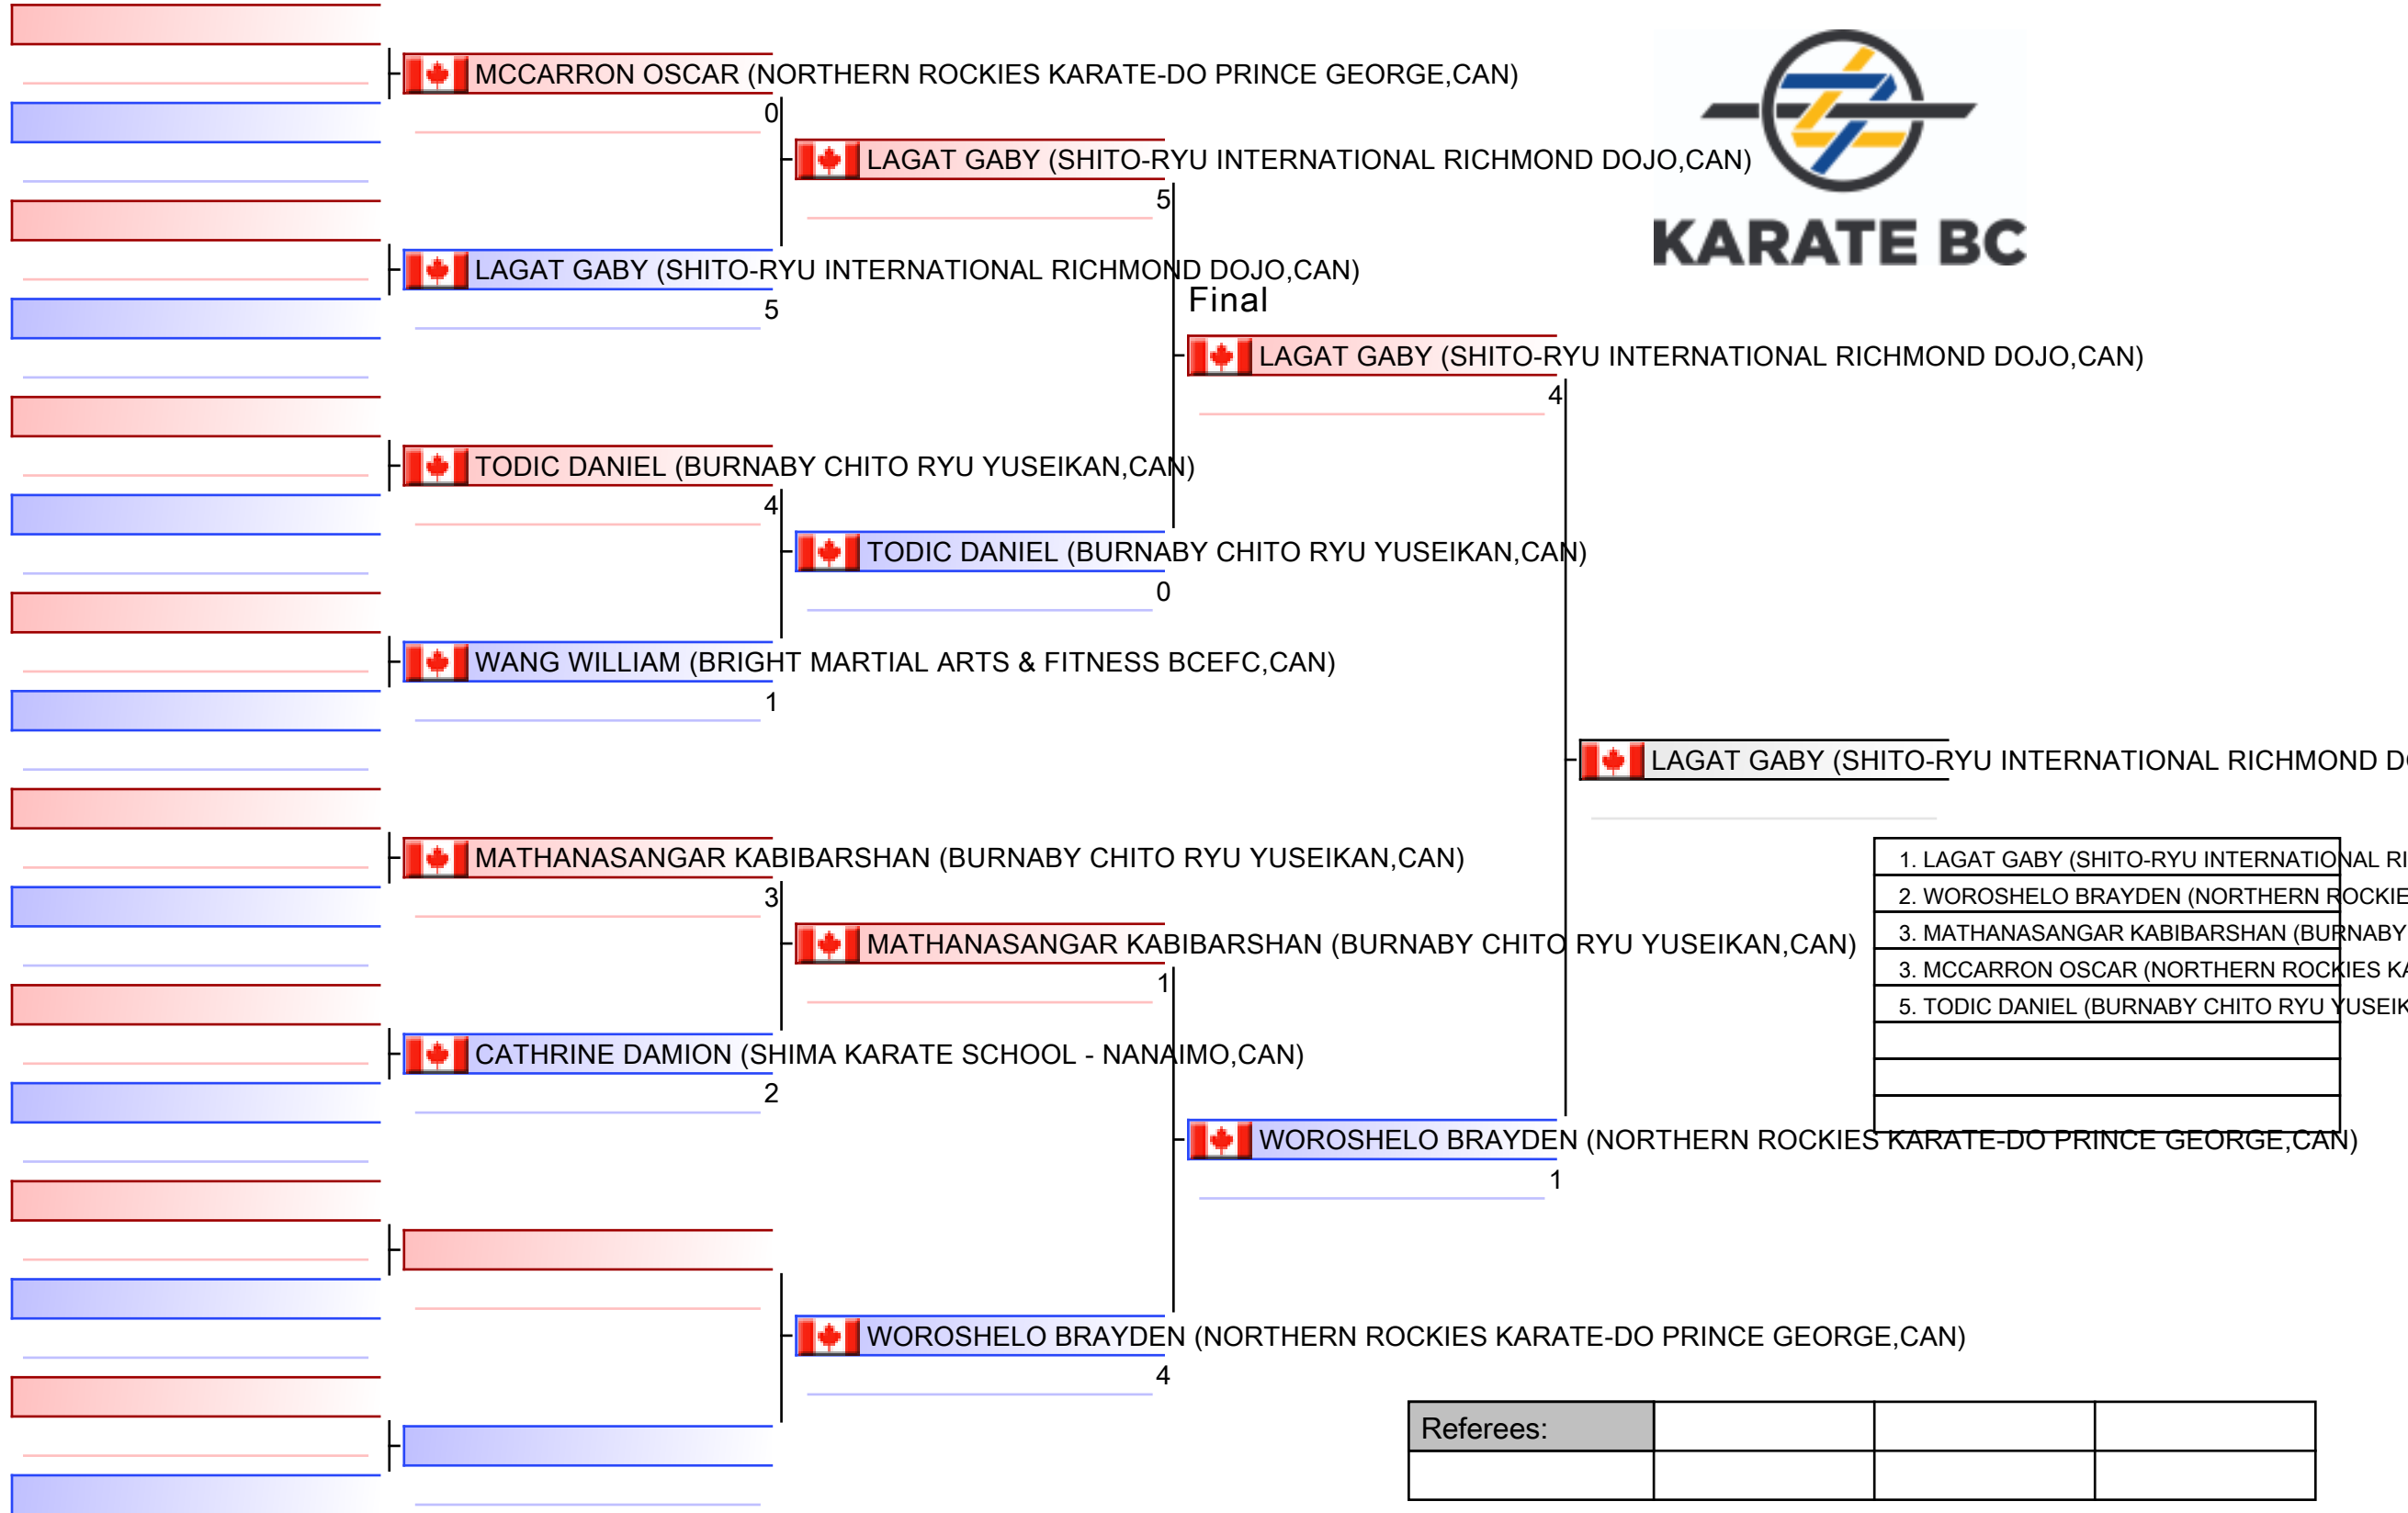 MCCARRON OSCAR (NORTHERN ROCKIES KARATE-DO PRINCE GEORGE,CAN)
0
LAGAT GABY (SHITO-RYU INTERNATIONAL RICHMOND DOJO,CAN)
5
KARATE BC
LAGAT GABY (SHITO-RYU INTERNATIONAL RICHMOND DOJO,CAN)
5
Final
LAGAT GABY (SHITO-RYU INTERNATIONAL RICHMOND DOJO,CAN)
4
TODIC DANIEL (BURNABY CHITO RYU YUSEIKAN,CAN)
4
TODIC DANIEL (BURNABY CHITO RYU YUSEIKAN,CAN)
0
WANG WILLIAM (BRIGHT MARTIAL ARTS & FITNESS BCEFC,CAN)
1
LAGAT GABY (SHITO-RYU INTERNATIONAL RICHMOND
MATHANASANGAR KABIBARSHAN (BURNABY CHITO RYU YUSEIKAN,CAN)
3
1. LAGAT GABY (SHITO-RYU INTERNATIONAL
2. WOROSHELO BRAYDEN (NORTHERN
3. MATHANASANGAR KABIBARSHAN (BURNABY
3. MCCARRON OSCAR (NORTHERN ROCKIES
5. TODIC DANIEL (BURNABY CHITO RYU
MATHANASANGAR KABIBARSHAN (BURNABY CHITO RYU YUSEIKAN,CAN)
1
CATHRINE DAMION (SHIMA KARATE SCHOOL - NANAIMO,CAN)
2
WOROSHELO BRAYDEN (NORTHERN ROCKIES KARATE-DO PRINCE GEORGE,CAN)
1
WOROSHELO BRAYDEN (NORTHERN ROCKIES KARATE-DO PRINCE GEORGE,CAN)
4
Referees: